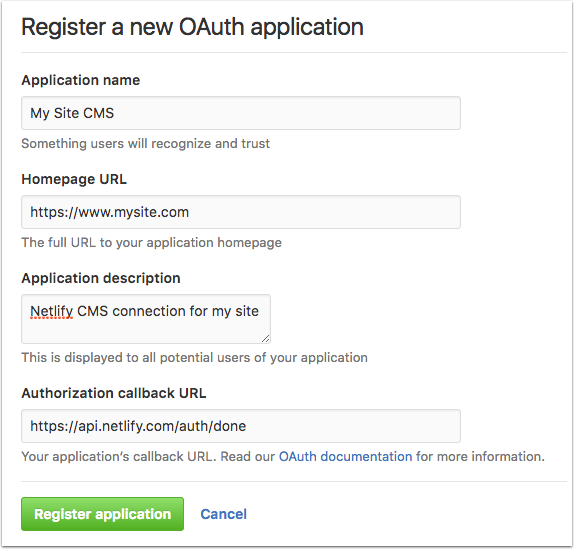 Register a new OAuth application
Application name
My Site CMS
Something users will recognize and trust
Homepage URL
https://www.mysite.com
The full URL to your application homepage
Application description
Netlify CMS connection for my site
This is displayed to all potential users of your application
Authorization callback URL
https://api.netlify.com/auth/done
Your application's callback URL. Read our OAuth documentation for more information.
Register application Cancel